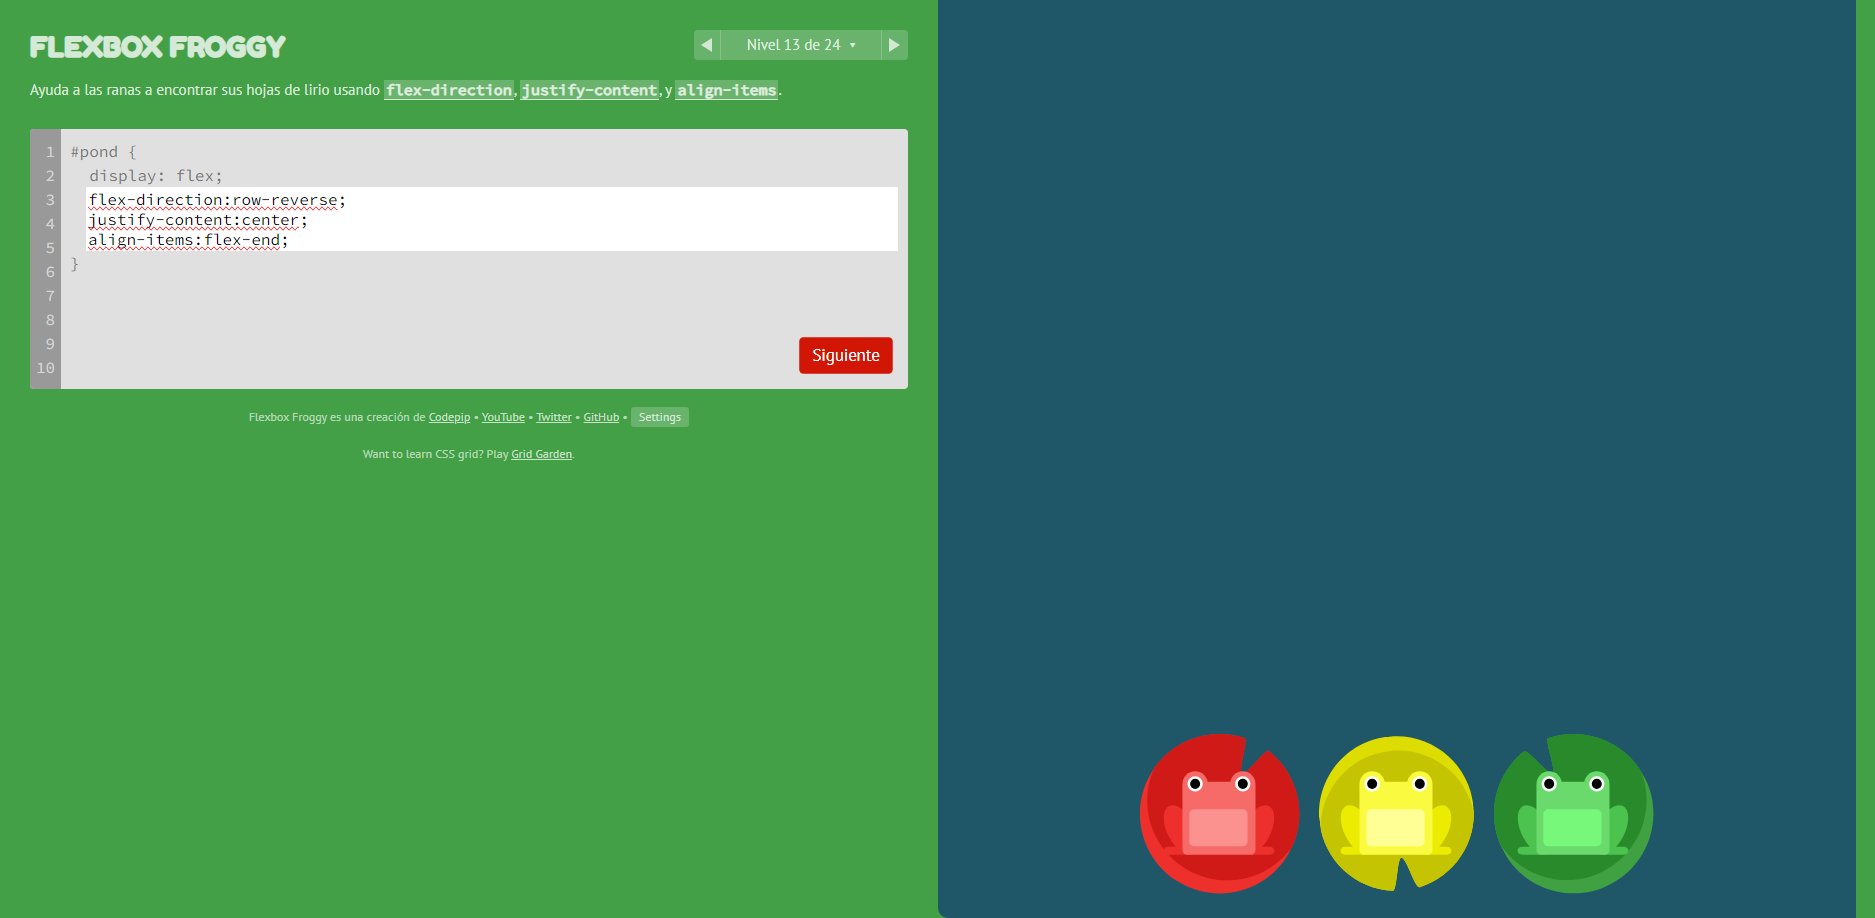 FLEXBOX FROGGY
Nivel 13 de 24
Ayuda a las ranas a encontrar sus hojas de lirio usando flex-direction, justify-content, y align-items.
1 #pond {
2 display: flex;
3 flex-direction:row-reverse;
4 justify-content:center;
5 align-items:flex-end;
6 }
7
8
9
10
Siguiente
Flexbox Froggy es una creación de Codepip • YouTube • Twitter • GitHub • Settings
Want to learn CSS grid? Play Grid Garden.